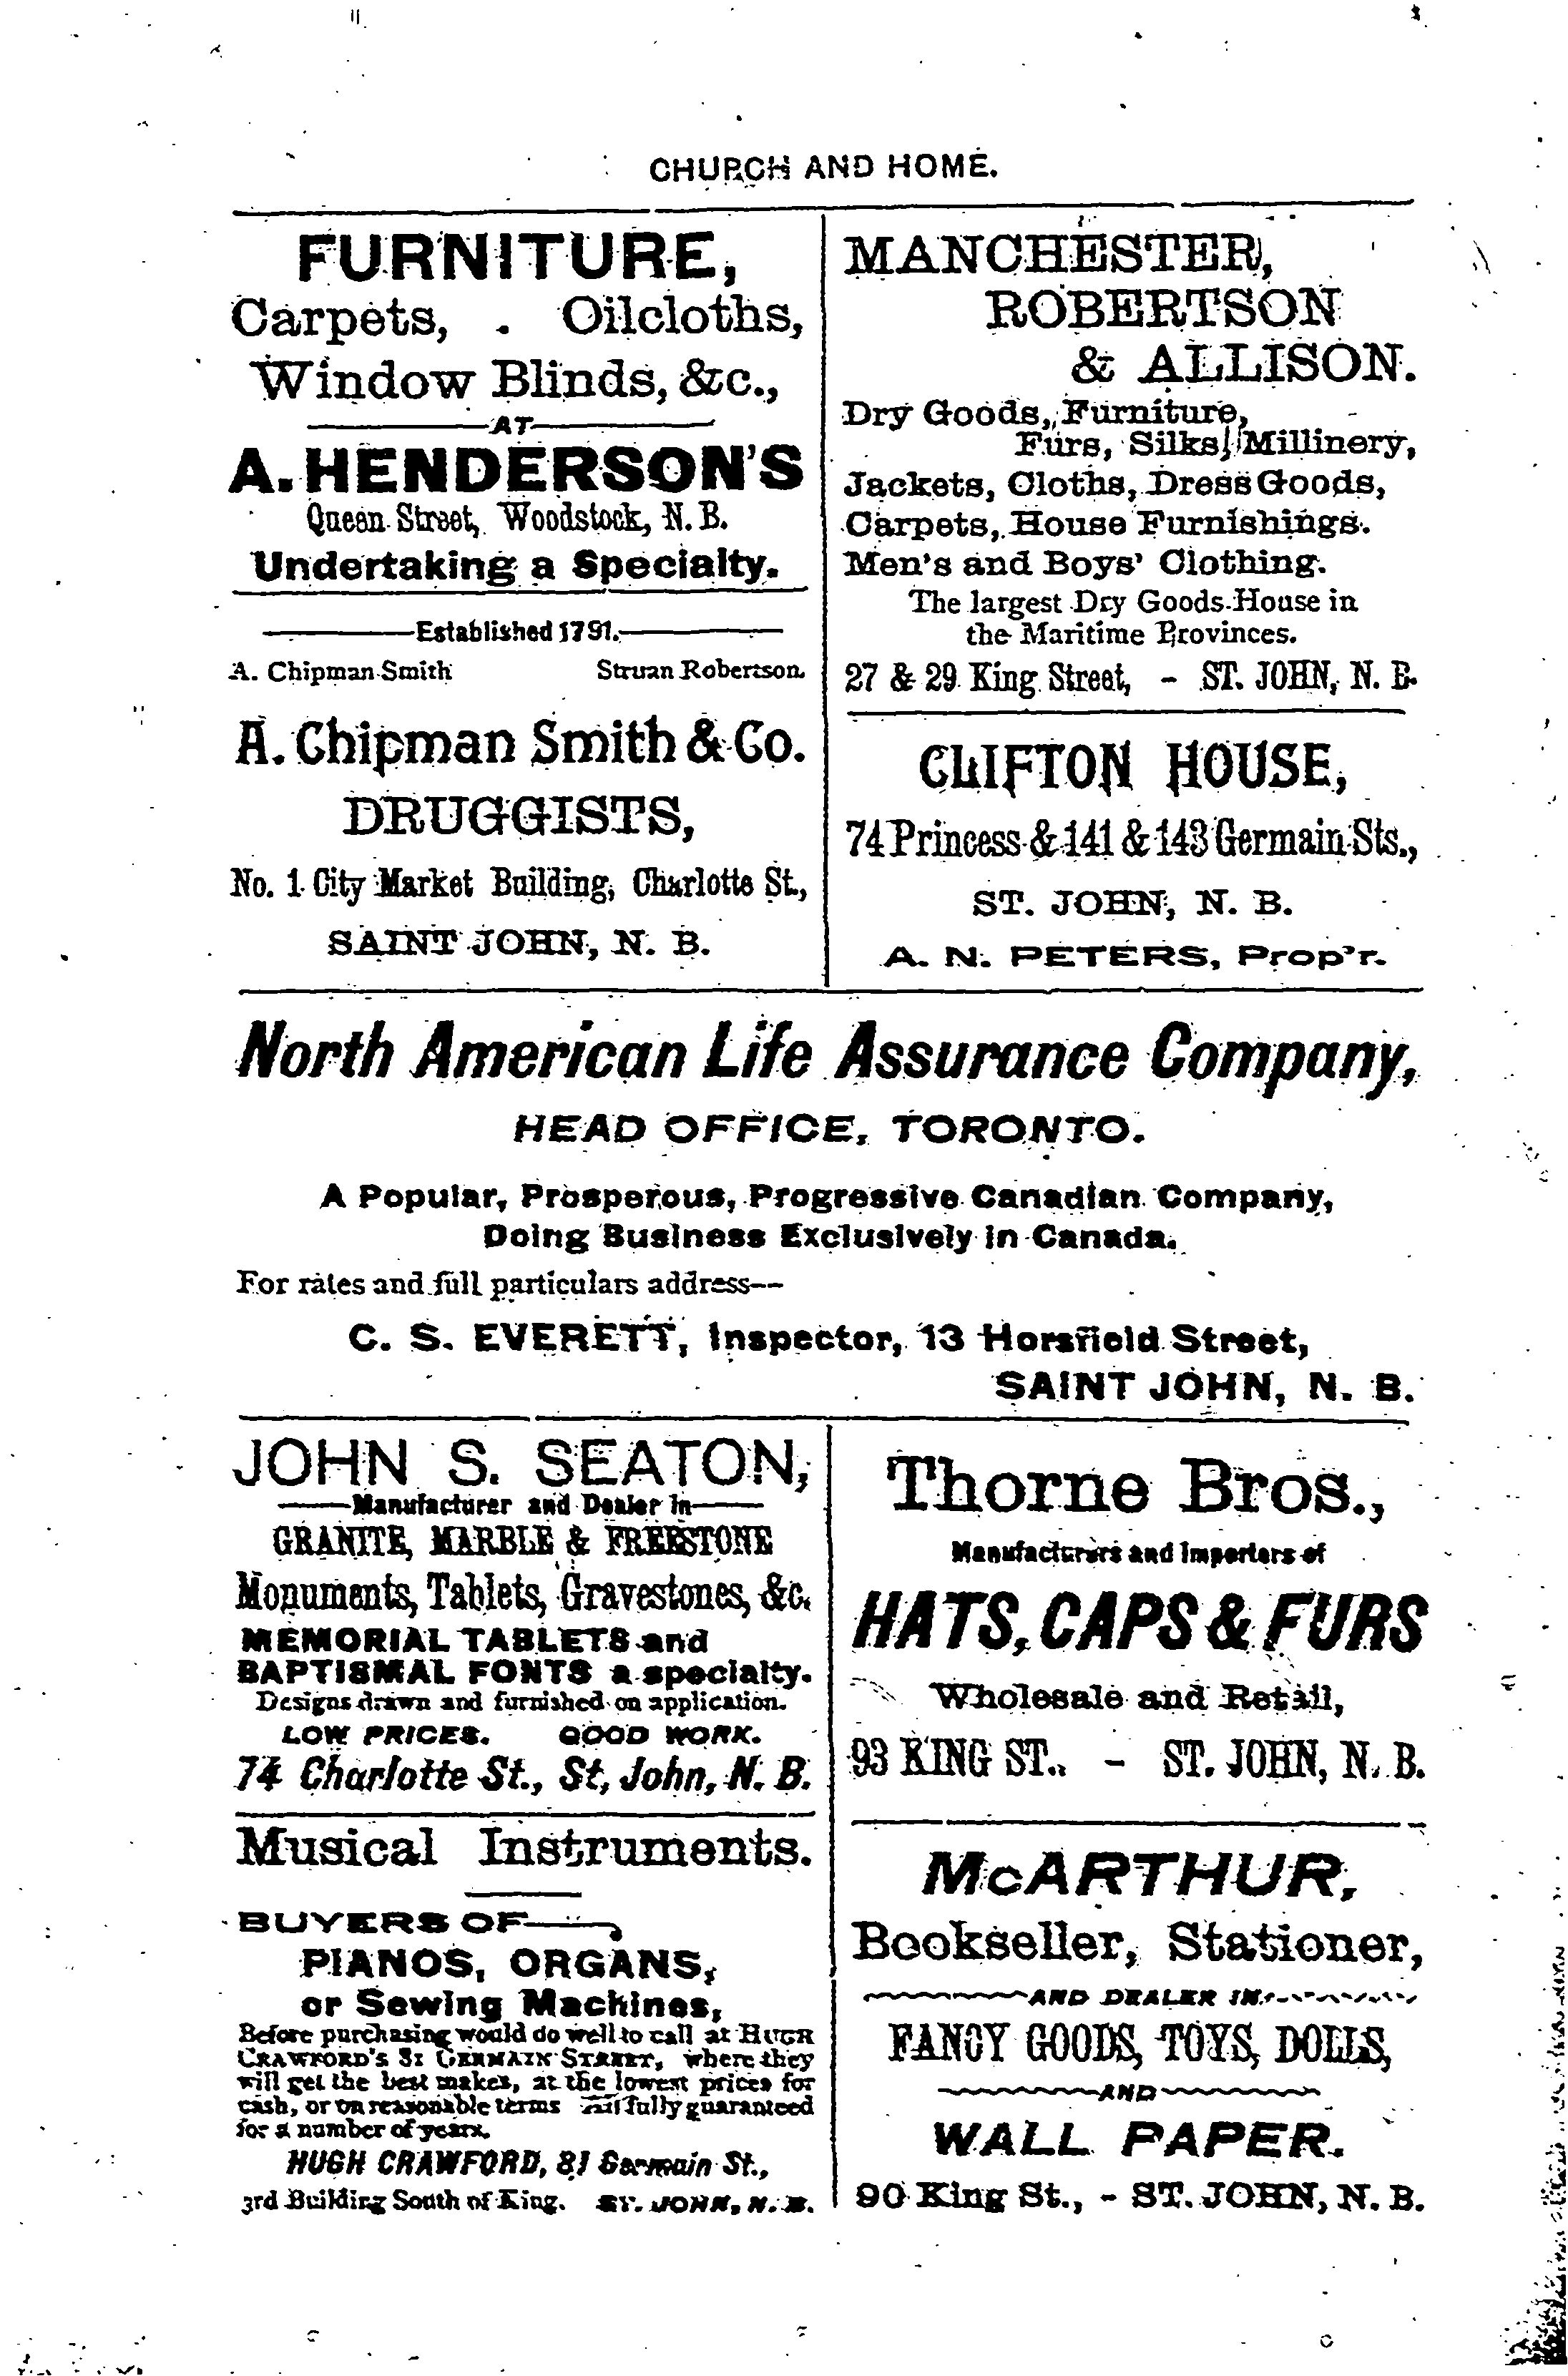 CHURCH AND HOME.
FURNITURE,
Carpets, . Oilcloths,
Window Blinds, &c.,
AT
A. HENDERSON'S
Queen Street, Woodstock, N. B.
Undertaking a Specialty.
Established 1791.
A. Chipman Smith Struan Robertson.
A. Chipman Smith & Co.
DRUGGISTS,
No. 1 City Market Building, Charlotte St.,
SAINT JOHN, N. B.
MANCHESTER,
ROBERTSON
& ALLISON.
Dry Goods, Furniture,
Furs, Silks, Millinery,
Jackets, Cloths, Dress Goods,
Carpets, House Furnishings.
Men's and Boys' Clothing.
The largest Dry Goods House in
the Maritime Provinces.
27 & 29 King Street, - ST. JOHN, N. B.
CLIFTON HOUSE,
74 Princess & 141 & 143 Germain Sts.,
ST. JOHN, N. B.
A. N. PETERS, Prop'r.
North American Life Assurance Company,
HEAD OFFICE, TORONTO.
A Popular, Prosperous, Progressive Canadian Company,
Doing Business Exclusively in Canada.
For rates and full particulars address—
C. S. EVERETT, Inspector, 13 Horsfield Street,
SAINT JOHN, N. B.
JOHN S. SEATON,
Manufacturer and Dealer in
GRANITE, MARBLE & FREESTONE
Monuments, Tablets, Gravestones, &c.
MEMORIAL TABLETS and
BAPTISMAL FONTS a specialty.
Designs drawn and furnished on application.
LOW PRICES. GOOD WORK.
74 Charlotte St., St, John, N. B.
Musical Instruments.
BUYERS OF
PIANOS, ORGANS,
or Sewing Machines,
Before purchasing would do well to call at HUGH
CRAWFORD'S 81 GERMAIN STREET, where they
will get the best makes, at the lowest prices for
cash, or on reasonable terms All fully guaranteed
for a number of years.
HUGH CRAWFORD, 81 Germain St.,
3rd Building South of King. ST. JOHN, N. B.
Thorne Bros.,
Manufacturers and Importers of
HATS, CAPS & FURS
Wholesale and Retail,
93 KING ST., - ST. JOHN, N. B.
McARTHUR,
Bookseller, Stationer,
AND DEALER IN
FANCY GOODS, TOYS, DOLLS,
AND
WALL PAPER.
90 King St., - ST. JOHN, N. B.